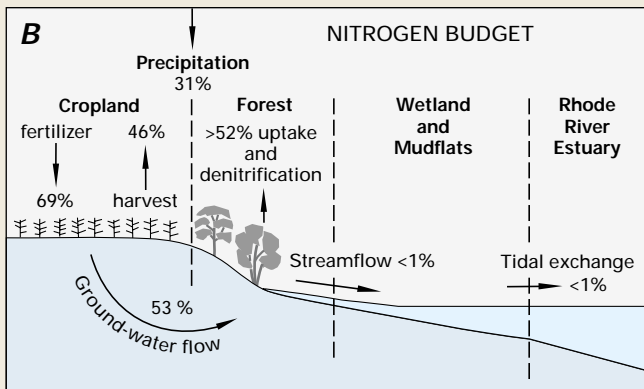 B
NITROGEN BUDGET
Precipitation
31%
Cropland
fertilizer
46%
69%
harvest
Forest
>52% uptake
and
denitrification
Wetland
and
Mudflats
Rhode
River
Estuary
Streamflow <1%
Tidal exchange
<1%
53 %
Ground-water flow